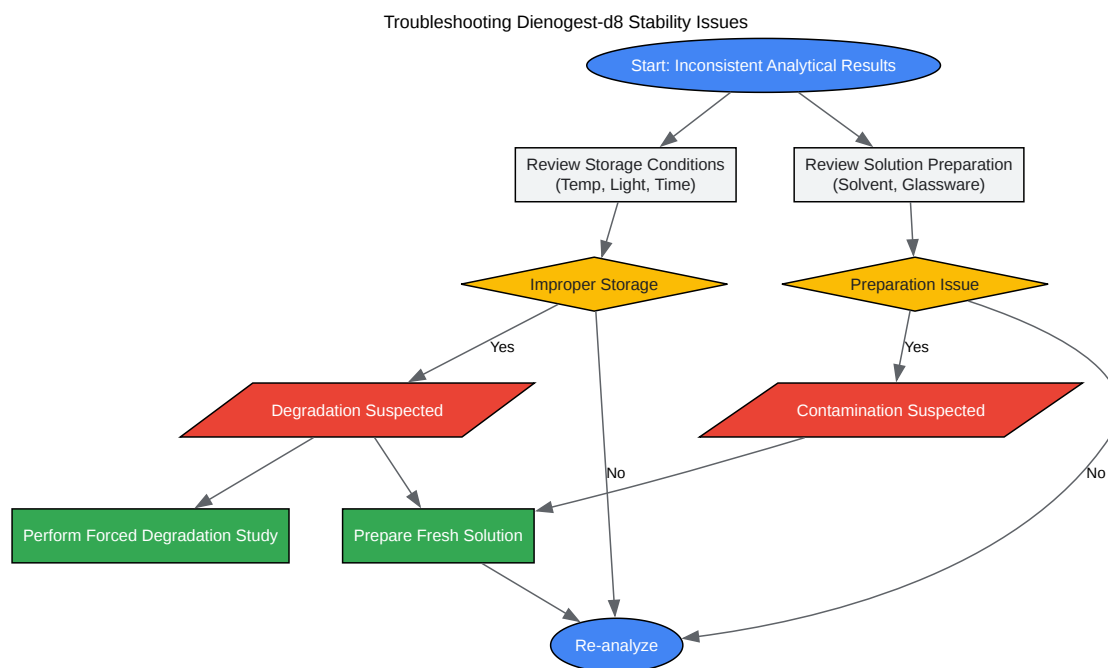 Troubleshooting Dienogest-d8 Stability Issues
Start: Inconsistent Analytical Results
Review Storage Conditions
(Temp, Light, Time)
Review Solution Preparation
(Solvent, Glassware)
Improper Storage
Preparation Issue
Yes
Yes
Degradation Suspected
Contamination Suspected
No
No
Perform Forced Degradation Study
Prepare Fresh Solution
Re-analyze